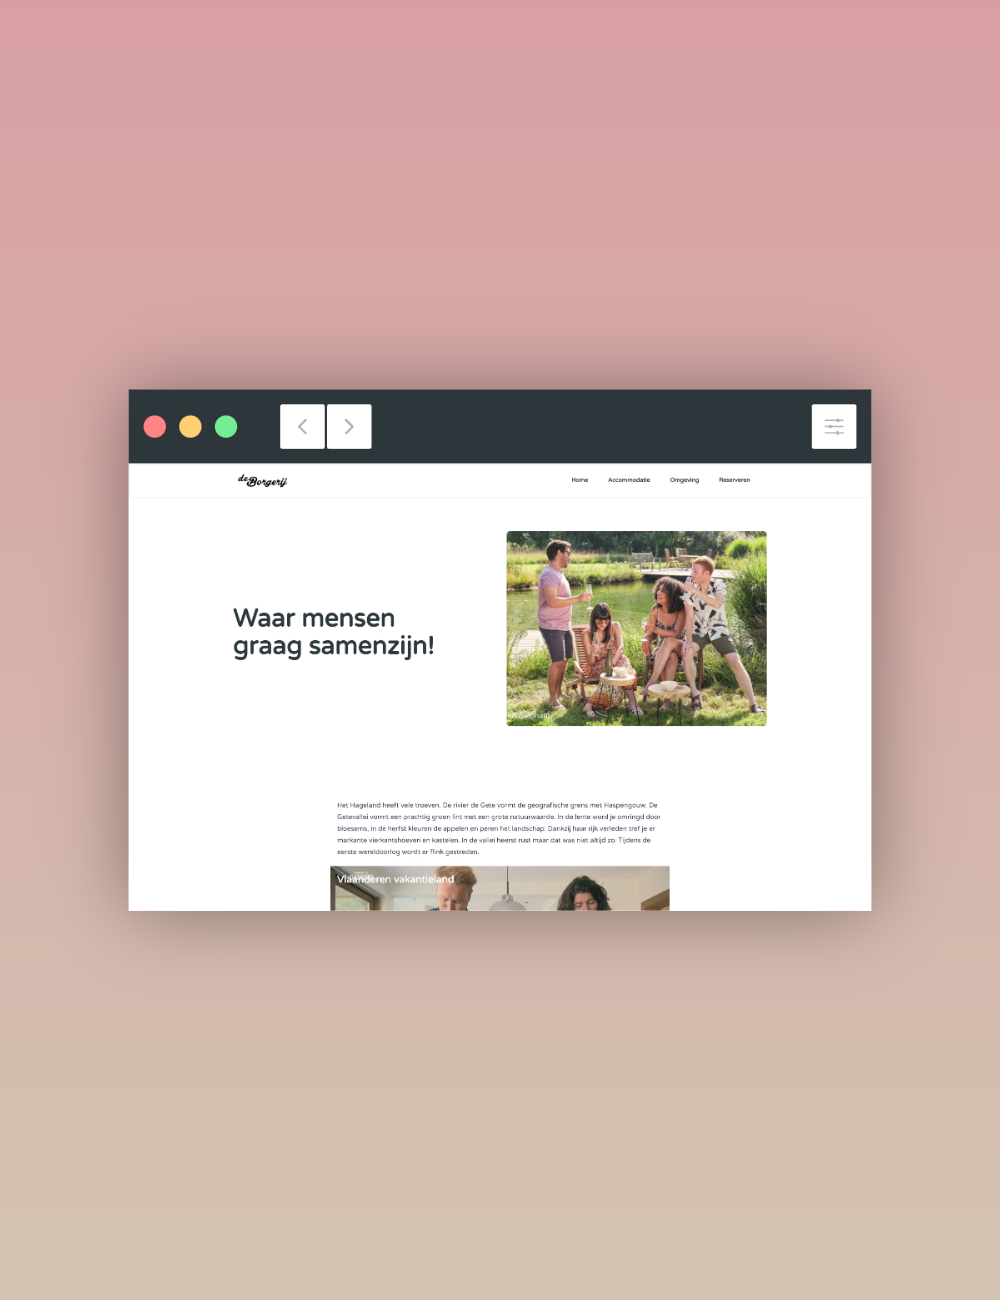 de Borgerij
Home Accommodatie Omgeving Reserveren
Waar mensen
graag samenzijn!
Het Hageland heeft vele troeven. De rivier de Gete vormt de geografische grens met Haspengouw. De
Getevallei vormt een prachtig groen lint met een grote natuurwaarde. In de lente word je omringd door
bloesems, in de herfst kleuren de appelen en peren het landschap. Dankzij haar rijk verleden tref je er
markante vierkantshoeven en kastelen. In de vallei heerst rust maar dat was niet altijd zo. Tijdens de
eerste wereldoorlog wordt er flink gestreden.
Vlaanderen vakantieland